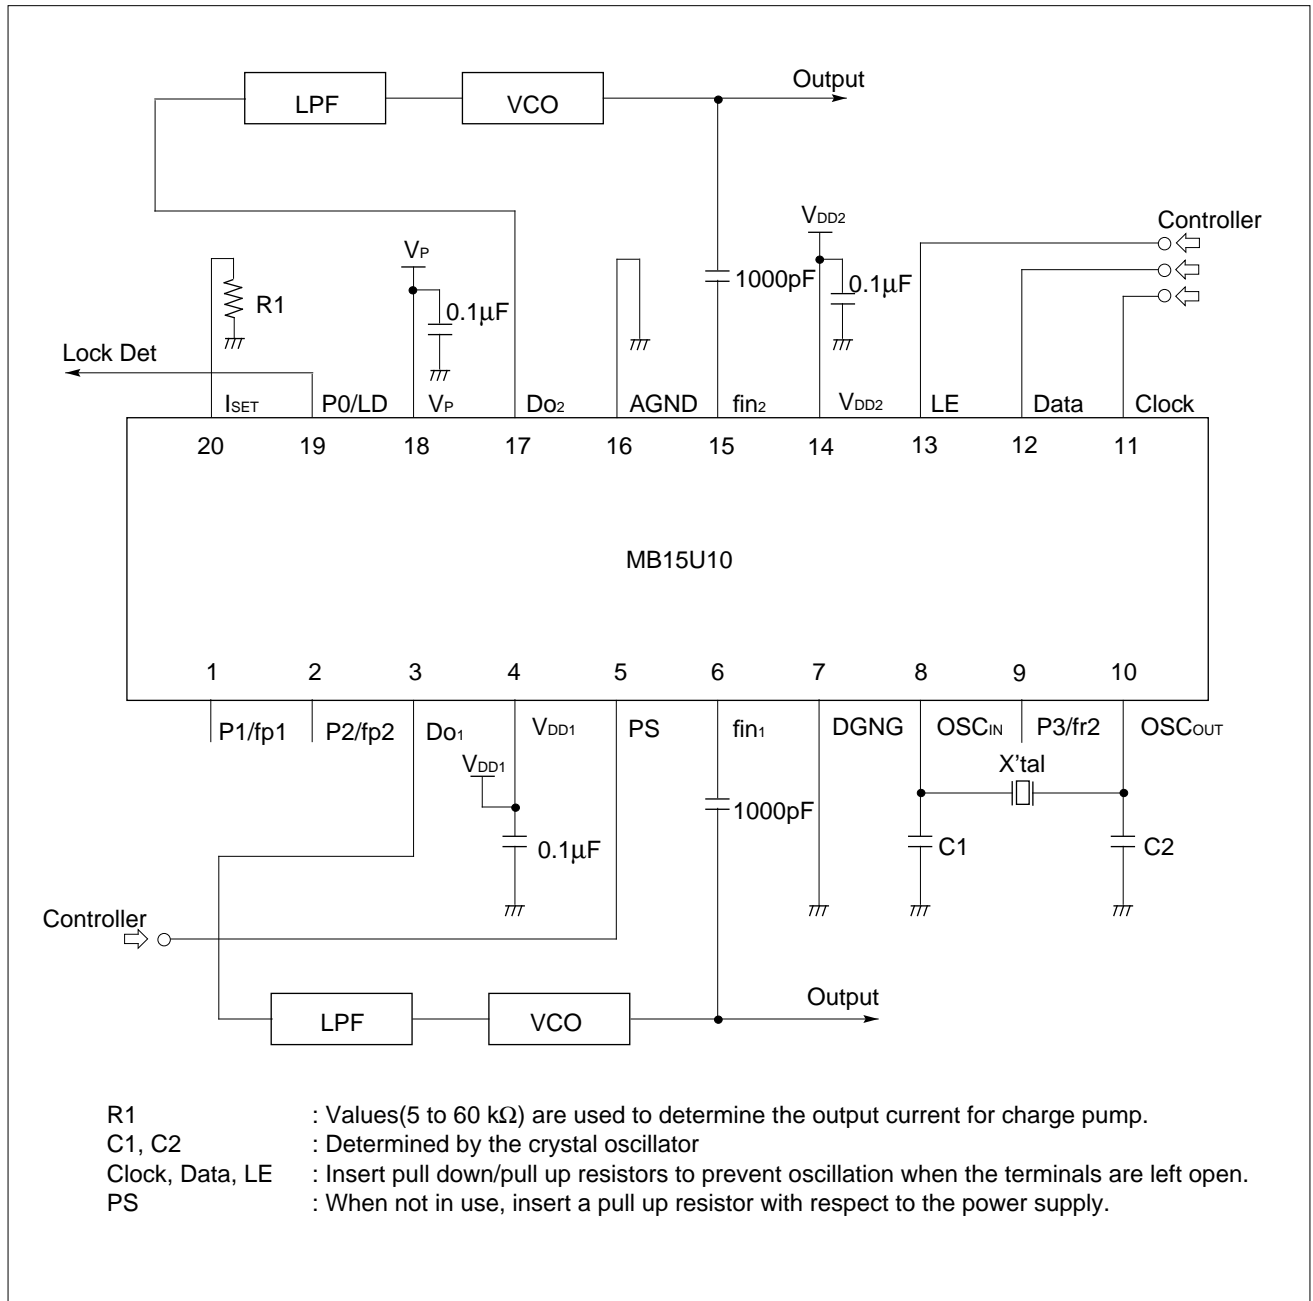 Output
LPF VCO
VDD2
Controller
VP
1000pF 0.1µF
R1 0.1µF
Lock Det
ISET P0/LD VP Do2 AGND fin2 VDD2 LE Data Clock
20 19 18 17 16 15 14 13 12 11
MB15U10
1 2 3 4 5 6 7 8 9 10
P1/fp1 P2/fp2 Do1 VDD1 PS fin1 DGNG OSCIN P3/fr2 OSCOUT
VDD1 X'tal
1000pF
0.1µF C1 C2
Controller
Output
LPF VCO
R1 : Values(5 to 60 kΩ) are used to determine the output current for charge pump.
C1, C2 : Determined by the crystal oscillator
Clock, Data, LE : Insert pull down/pull up resistors to prevent oscillation when the terminals are left open.
PS : When not in use, insert a pull up resistor with respect to the power supply.